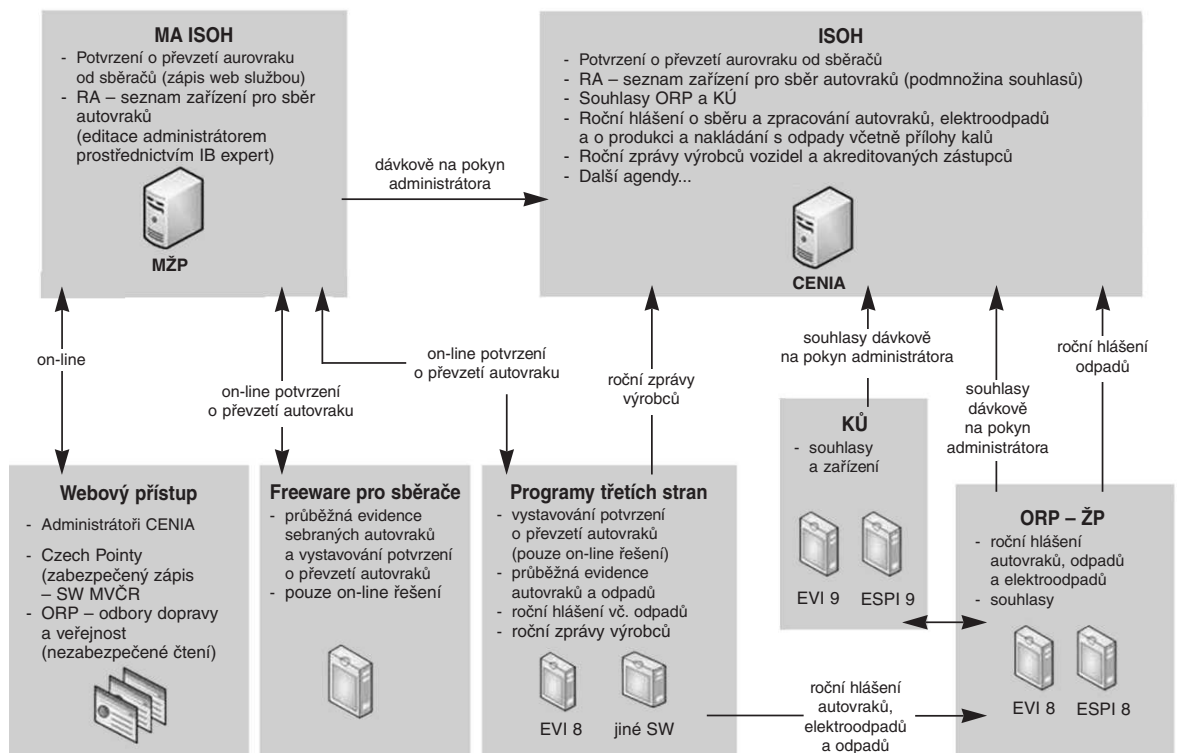 MA ISOH
- Potvrzení o převzetí aurovraku
od sběračů (zápis web službou)
- RA – seznam zařízení pro sběr
autovraků
(editace administrátorem
prostřednictvím IB expert)
MŽP
dávkově na pokyn
administrátora
ISOH
- Potvrzení o převzetí aurovraku od sběračů
- RA – seznam zařízení pro sběr autovraků (podmnožina souhlasů)
- Souhlasy ORP a KÚ
- Roční hlášení o sběru a zpracování autovraků, elektroodpadů
a o produkci a nakládání s odpady včetně přílohy kalů
- Roční zprávy výrobců vozidel a akreditovaných zástupců
- Další agendy...
CENIA
on-line
on-line potvrzení
o převzetí autovraku
on-line potvrzení
o převzetí autovraku
roční zprávy
výrobců
souhlasy dávkově
na pokyn administrátora
souhlasy
dávkově
na pokyn
administrátora
roční hlášení
odpadů
Webový přístup
- Administrátoři CENIA
- Czech Pointy
(zabezpečený zápis
– SW MVČR
- ORP – odbory dopravy
a veřejnost
(nezabezpečené čtení)
Freeware pro sběrače
- průběžná evidence
sebraných autovraků
a vystavování potvrzení
o převzetí autovraků
- pouze on-line řešení
Programy třetích stran
- vystavování potvrzení
o převzetí autovraků
(pouze on-line řešení)
- průběžná evidence
autovraků a odpadů
- roční hlášení vč. odpadů
- roční zprávy výrobců
EVI 8 jiné SW
KŮ
- souhlasy
a zařízení
EVI 9 ESPI 9
ORP – ŽP
- roční hlášení
autovraků, odpadů
a elektroodpadů
- souhlasy
EVI 8 ESPI 8
roční hlášení
autovraků,
elektroodpadů
a odpadů